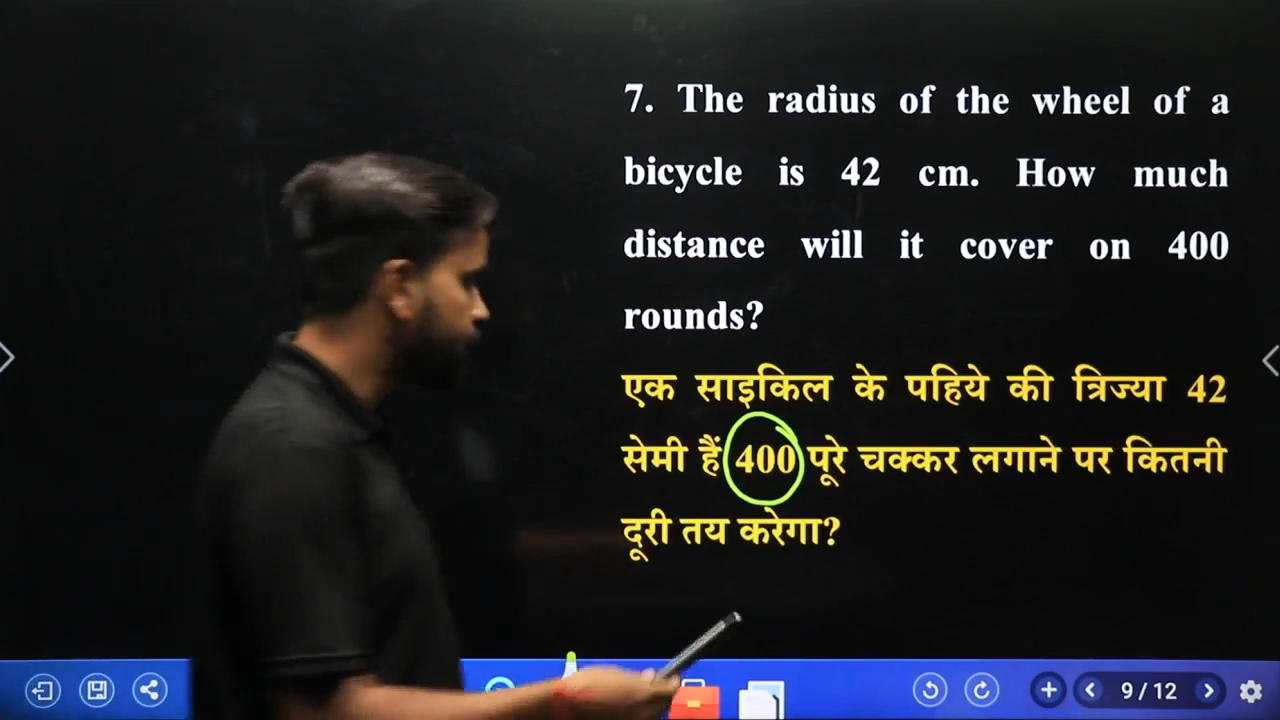 7. The radius of the wheel of a
bicycle is 42 cm. How much
distance will it cover on 400
rounds?
एक साइकिल के पहिये की त्रिज्या 42
सेमी हैं 400 पूरे चक्कर लगाने पर कितनी
दूरी तय करेगा?
9 / 12